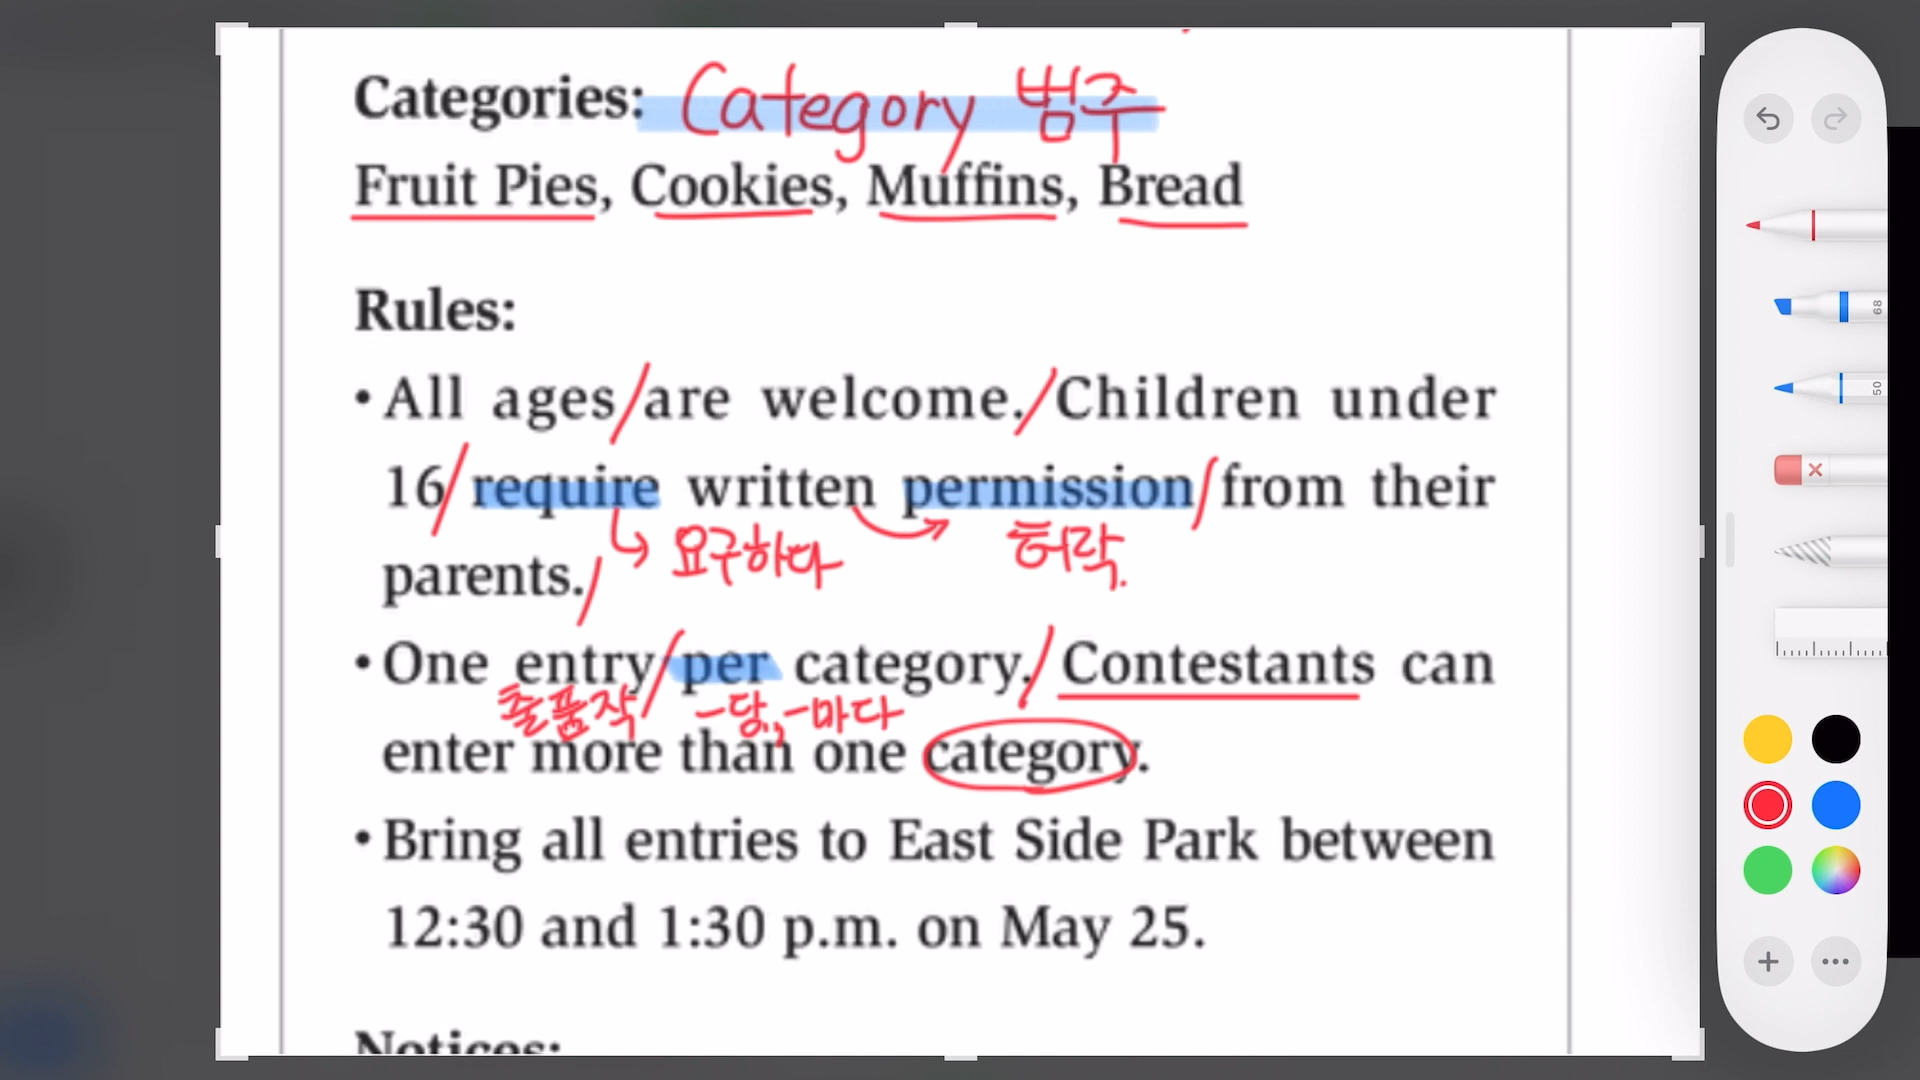 Categories: Category 범주
Fruit Pies, Cookies, Muffins, Bread
Rules:
• All ages/are welcome./Children under
16/require written permission/from their
요구하다 허락.
parents./
• One entry/per category./Contestants can
출품작 -당, -마다
enter more than one category.
• Bring all entries to East Side Park between
12:30 and 1:30 p.m. on May 25.
Notices:
68
50